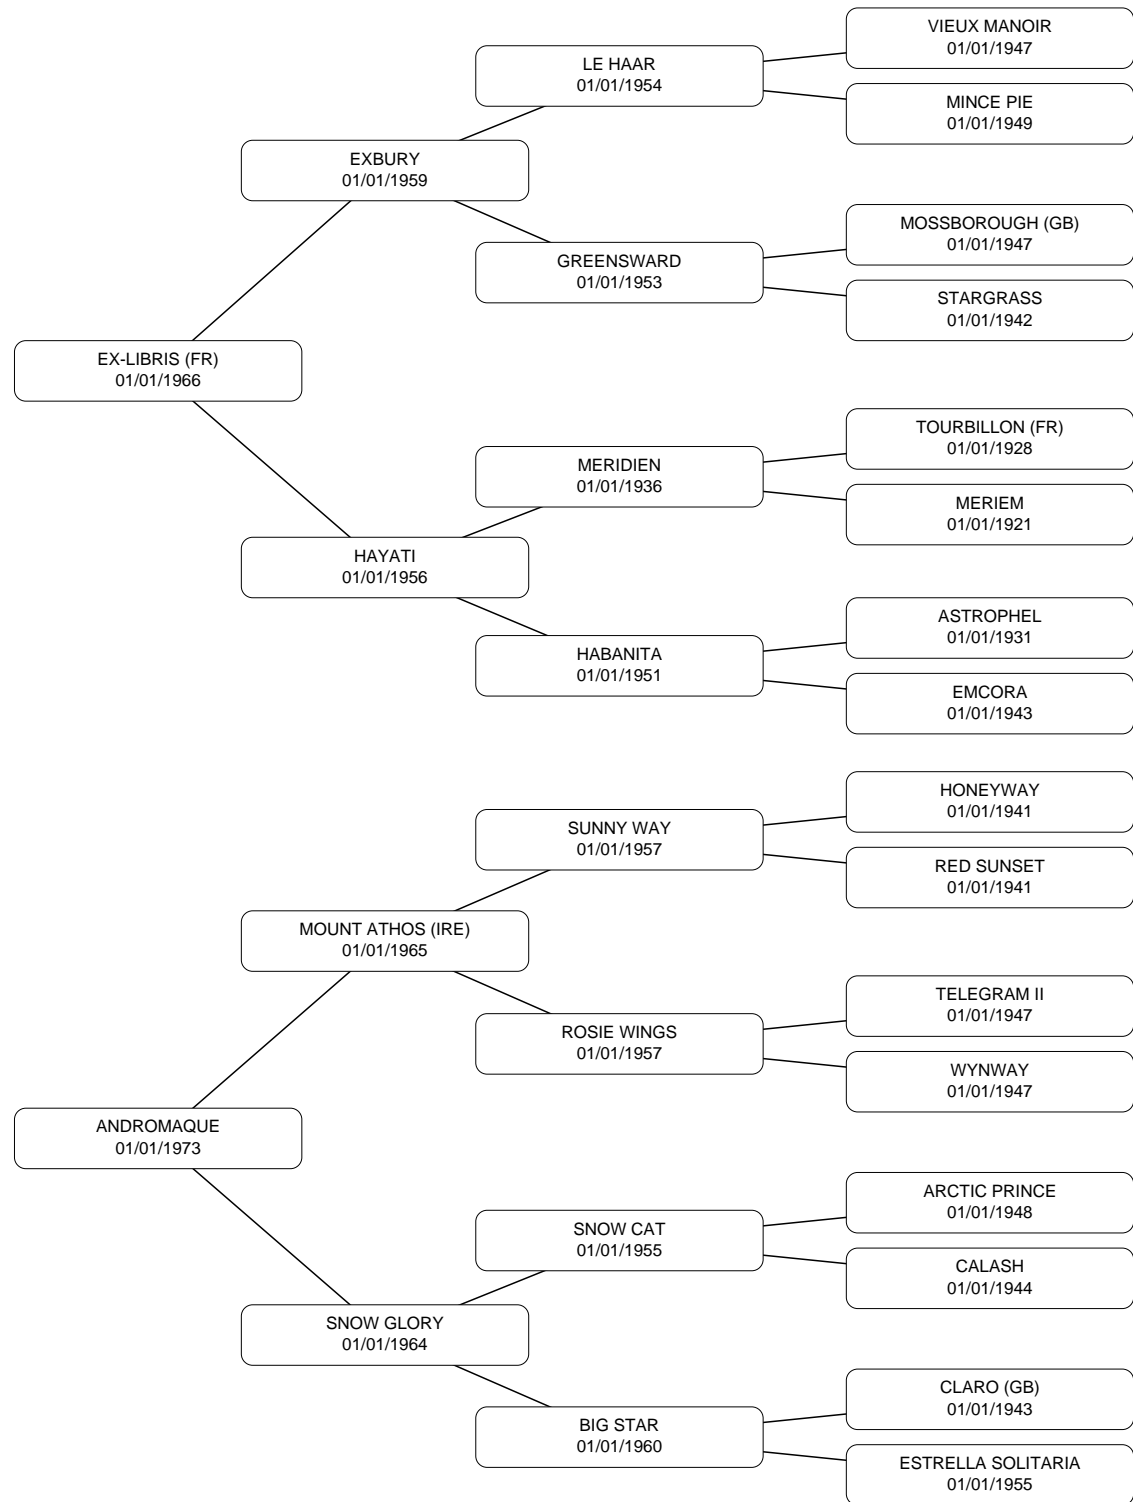 VIEUX MANOIR
01/01/1947
LE HAAR
01/01/1954
MINCE PIE
01/01/1949
EXBURY
01/01/1959
MOSSBOROUGH (GB)
01/01/1947
GREENSWARD
01/01/1953
STARGRASS
01/01/1942
EX-LIBRIS (FR)
01/01/1966
TOURBILLON (FR)
01/01/1928
MERIDIEN
01/01/1936
MERIEM
01/01/1921
HAYATI
01/01/1956
ASTROPHEL
01/01/1931
HABANITA
01/01/1951
EMCORA
01/01/1943
HONEYWAY
01/01/1941
SUNNY WAY
01/01/1957
RED SUNSET
01/01/1941
MOUNT ATHOS (IRE)
01/01/1965
TELEGRAM II
01/01/1947
ROSIE WINGS
01/01/1957
WYNWAY
01/01/1947
ANDROMAQUE
01/01/1973
ARCTIC PRINCE
01/01/1948
SNOW CAT
01/01/1955
CALASH
01/01/1944
SNOW GLORY
01/01/1964
CLARO (GB)
01/01/1943
BIG STAR
01/01/1960
ESTRELLA SOLITARIA
01/01/1955